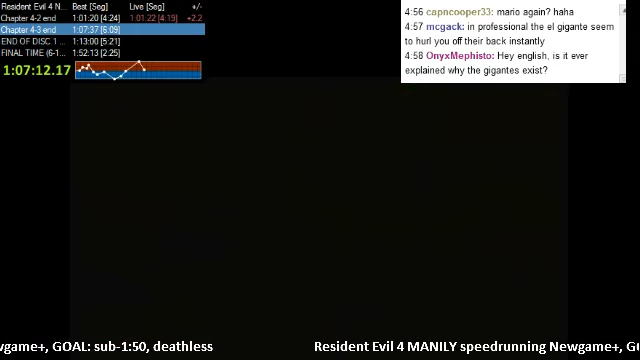 Resident Evil 4 N... Best [Seg] Live [Seg] +/-
Chapter 4-2 end 1:01:20 [4:24] 1:01.22 [4:19] +2.2
Chapter 4-3 end 1:07:37 [6:09]
END OF DISC 1 ... 1:13:00 [5:21]
FINAL TIME (6-1... 1:52:13 [2:25]
1:07:12.17
4:56 capncooper33: mario again? haha
4:57 mcgack: in professional the el gigante seem
to hurl you off their back instantly
4:58 OnyxMephisto: Hey english, is it ever
explained why the gigantes exist?
wgame+, GOAL: sub-1:50, deathless Resident Evil 4 MANILY speedrunning Newgame+, GO